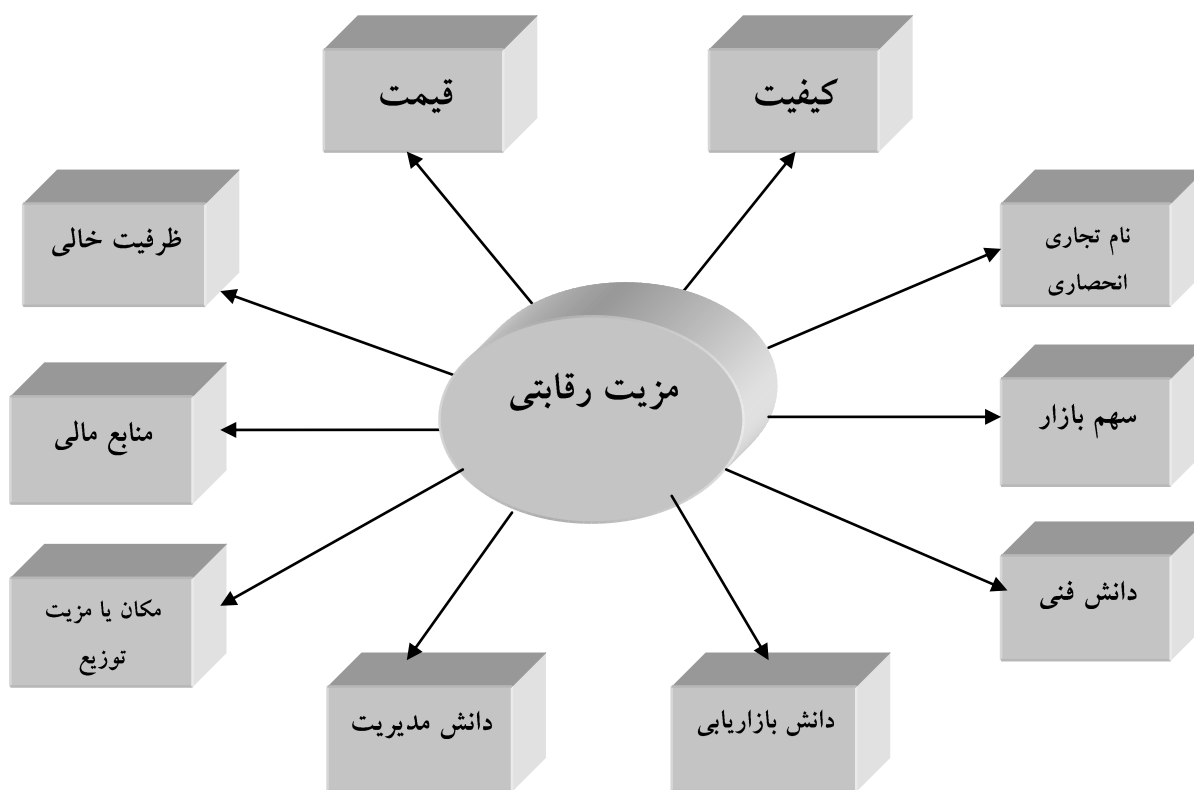 کیفیت
قیمت
نام تجاری
انحصاری
ظرفیت خالی
مزیت رقابتی
سهم بازار
منابع مالی
دانش فنی
مکان یا مزیت
توزیع
دانش بازاریابی
دانش مدیریت